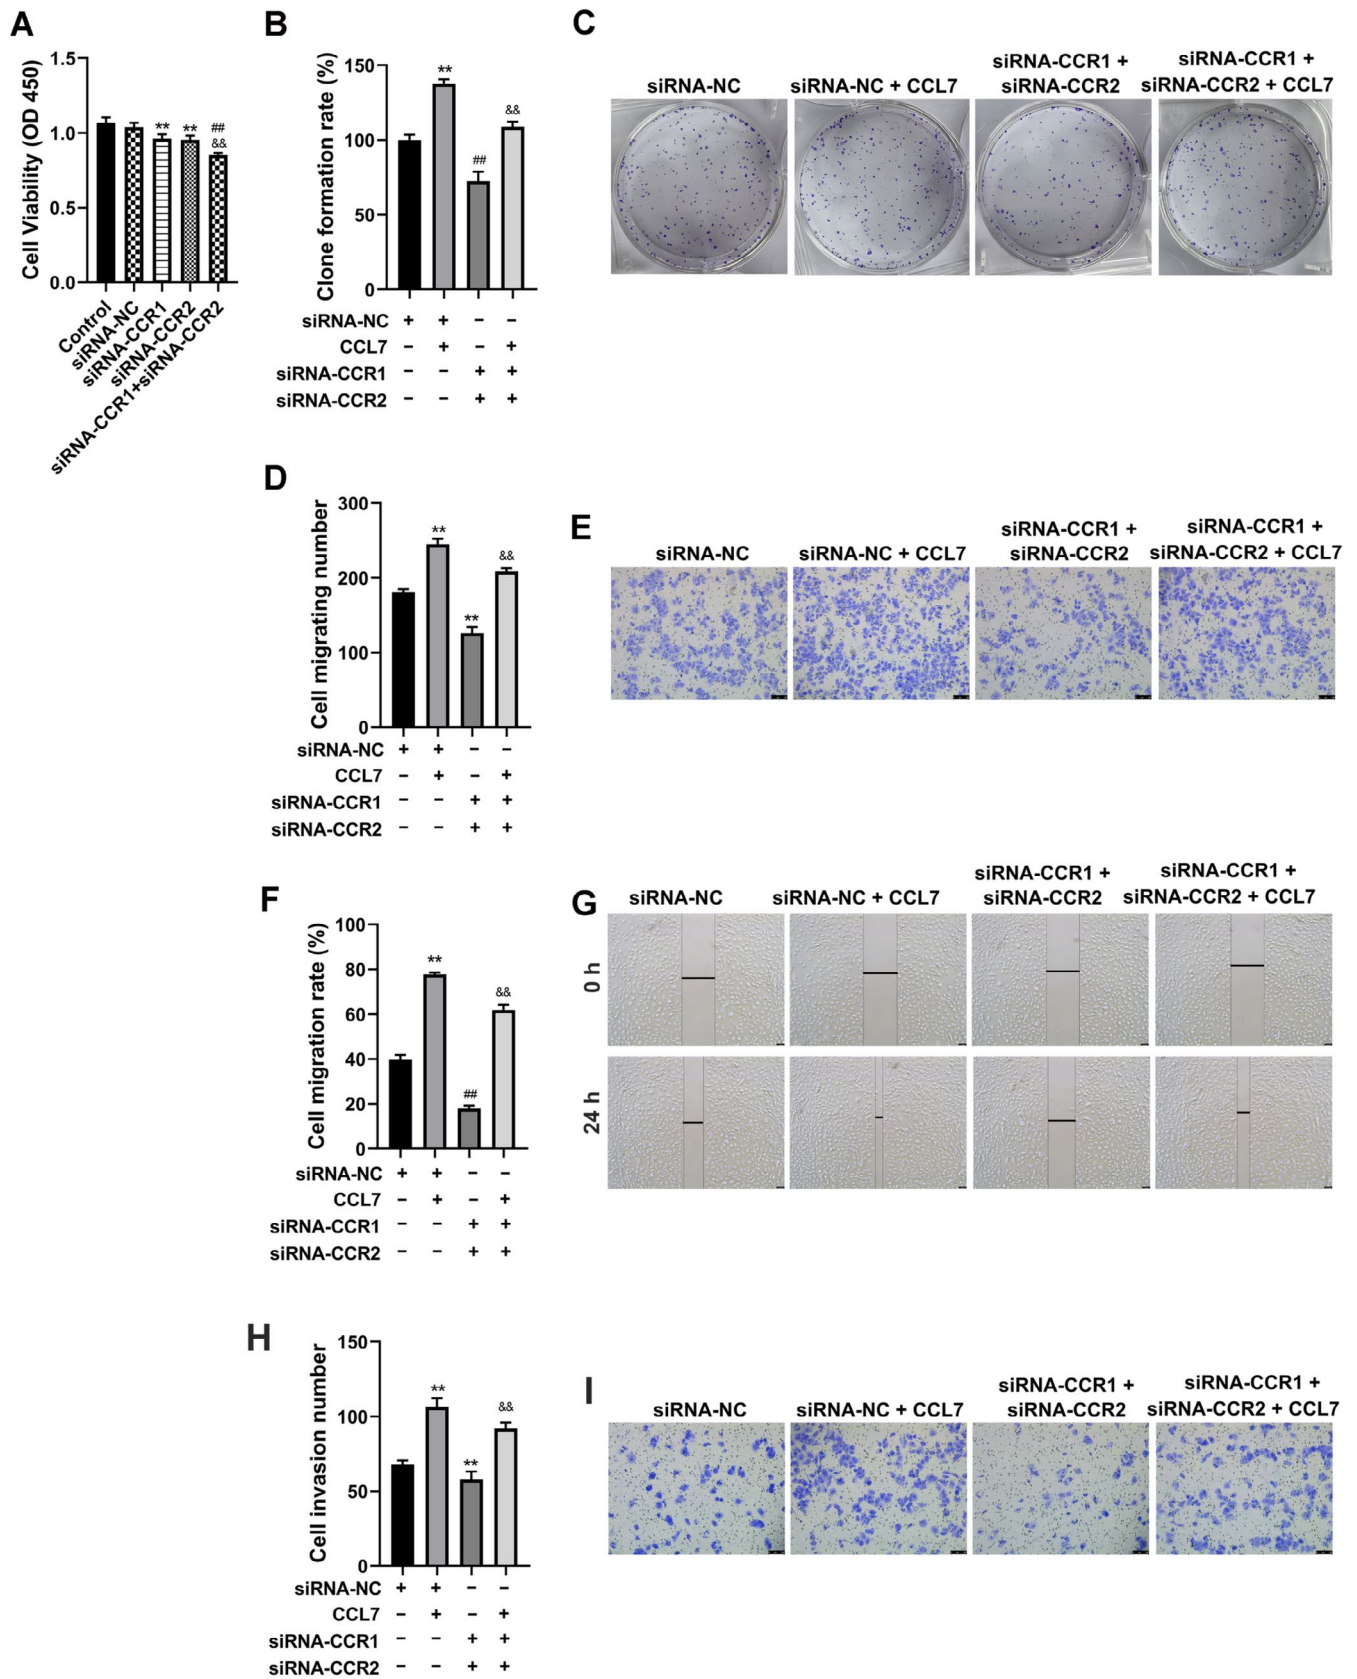 A
Cell Viability (OD 450)
1.5
1.0
0.5
0.0
** ** ##
&&
Control
siRNA-NC
siRNA-CCR1
siRNA-CCR2
siRNA-CCR1+siRNA-CCR2
B
Clone formation rate (%)
150
100
50
0
** ## &&
siRNA-NC + + − −
CCL7 − + − +
siRNA-CCR1 − − + +
siRNA-CCR2 − − + +
C
siRNA-NC
siRNA-NC + CCL7
siRNA-CCR1 +
siRNA-CCR2
siRNA-CCR1 +
siRNA-CCR2 + CCL7
D
Cell migrating number
300
200
100
0
** ** &&
siRNA-NC + + − −
CCL7 − + − +
siRNA-CCR1 − − + +
siRNA-CCR2 − − + +
E
siRNA-NC
siRNA-NC + CCL7
siRNA-CCR1 +
siRNA-CCR2
siRNA-CCR1 +
siRNA-CCR2 + CCL7
F
Cell migration rate (%)
100
80
60
40
20
0
** ## &&
siRNA-NC + + − −
CCL7 − + − +
siRNA-CCR1 − − + +
siRNA-CCR2 − − + +
G
siRNA-NC
siRNA-NC + CCL7
siRNA-CCR1 +
siRNA-CCR2
siRNA-CCR1 +
siRNA-CCR2 + CCL7
0 h
24 h
H
Cell invasion number
150
100
50
0
** ** &&
siRNA-NC + + − −
CCL7 − + − +
siRNA-CCR1 − − + +
siRNA-CCR2 − − + +
I
siRNA-NC
siRNA-NC + CCL7
siRNA-CCR1 +
siRNA-CCR2
siRNA-CCR1 +
siRNA-CCR2 + CCL7